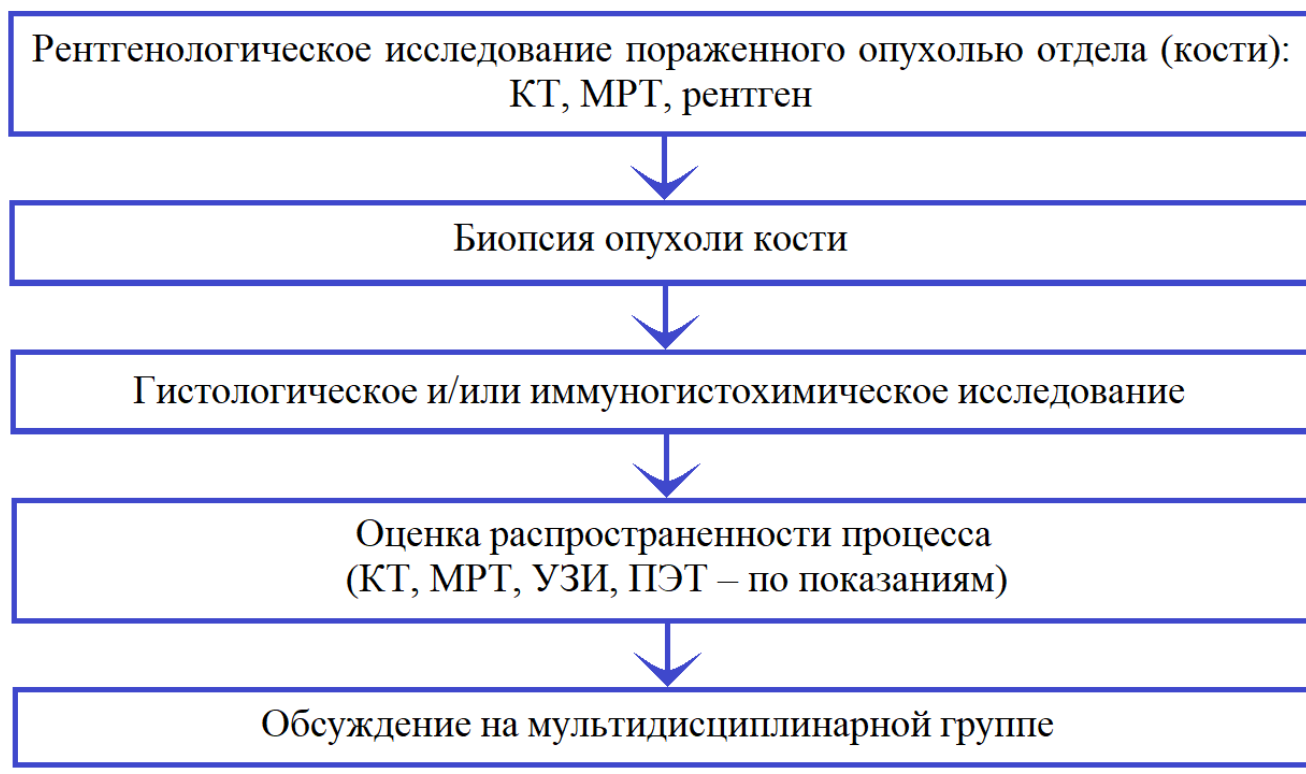 Рентгенологическое исследование пораженного опухолью отдела (кости):
КТ, МРТ, рентген
Биопсия опухоли кости
Гистологическое и/или иммуногистохимическое исследование
Оценка распространенности процесса
(КТ, МРТ, УЗИ, ПЭТ – по показаниям)
Обсуждение на мультидисциплинарной группе